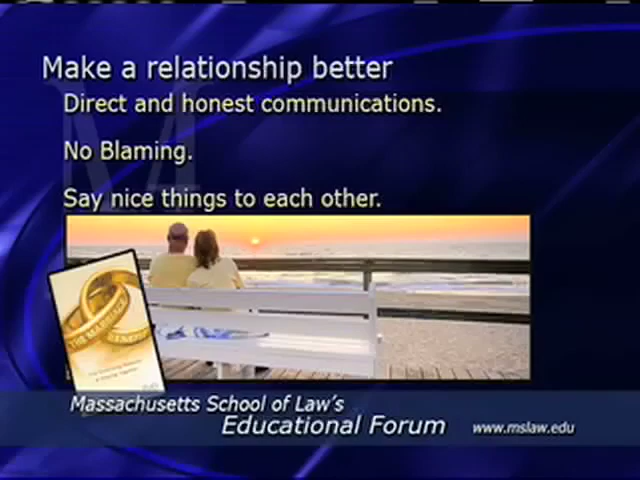 Make a relationship better
Direct and honest communications.
No Blaming.
Say nice things to each other.
THE MARRIAGE
Massachusetts School of Law's
Educational Forum
www.mslaw.edu